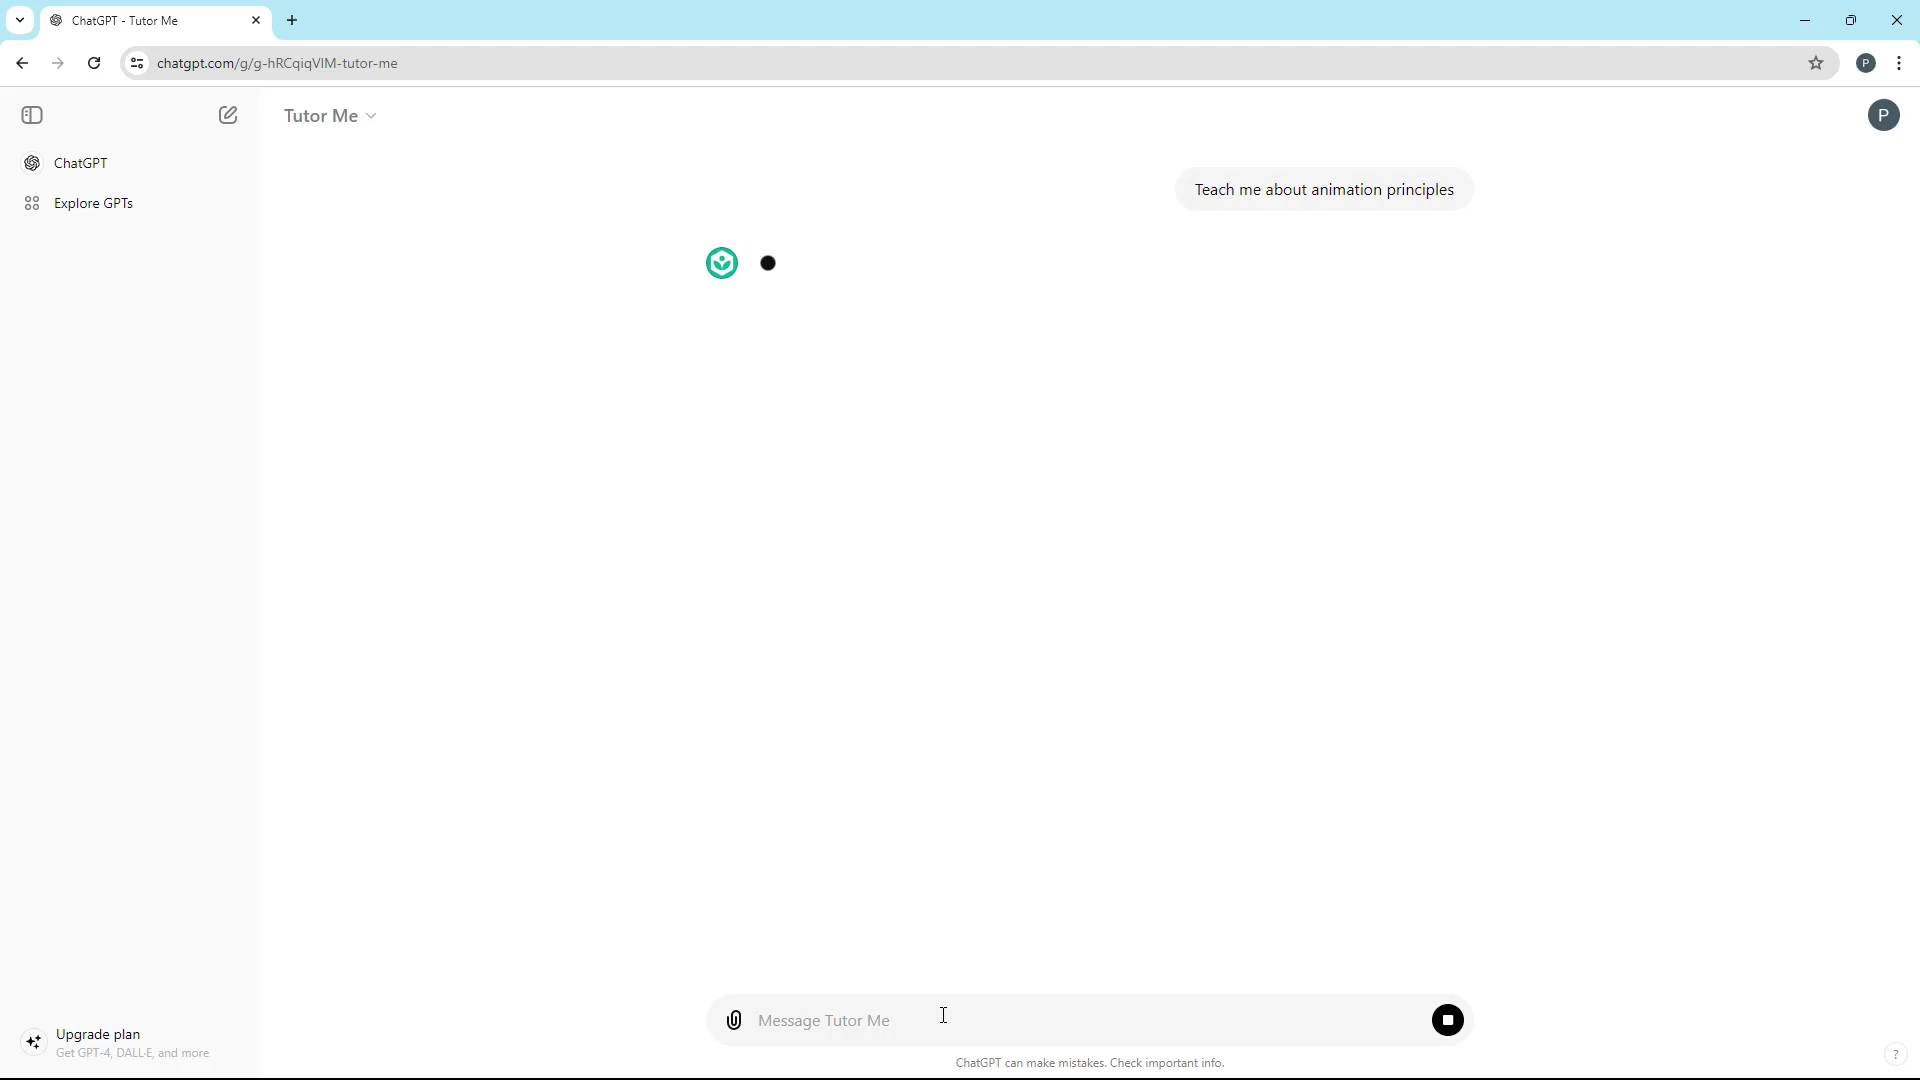 ChatGPT - Tutor Me
chatgpt.com/g/g-hRCqiqVIM-tutor-me
P
Tutor Me
P
ChatGPT
Explore GPTs
Teach me about animation principles
Message Tutor Me
Upgrade plan
Get GPT-4, DALL·E, and more
ChatGPT can make mistakes. Check important info.
?